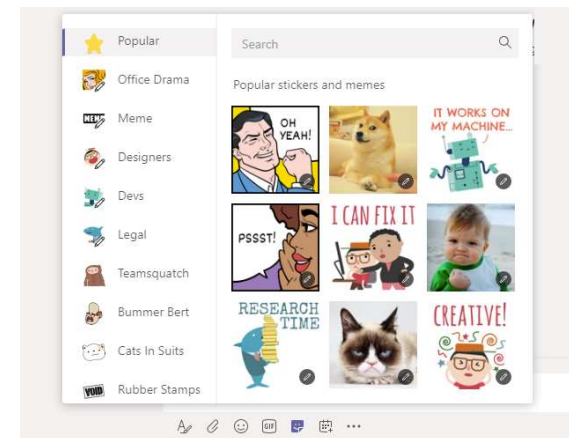 Popular
Office Drama
Meme
Designers
Devs
Legal
Teamsquatch
Bummer Bert
Cats In Suits
Rubber Stamps
Search
Popular stickers and memes
OH
YEAH!
IT WORKS ON
MY MACHINE...
PSSST!
I CAN FIX IT
RESEARCH
TIME
CREATIVE!
MEME
VOID
GIF